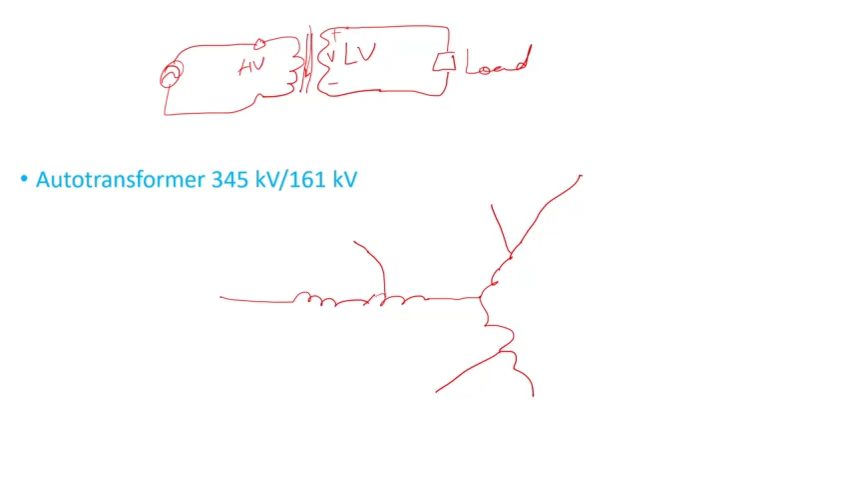 HV
+
V LV
-
Load
• Autotransformer 345 kV/161 kV